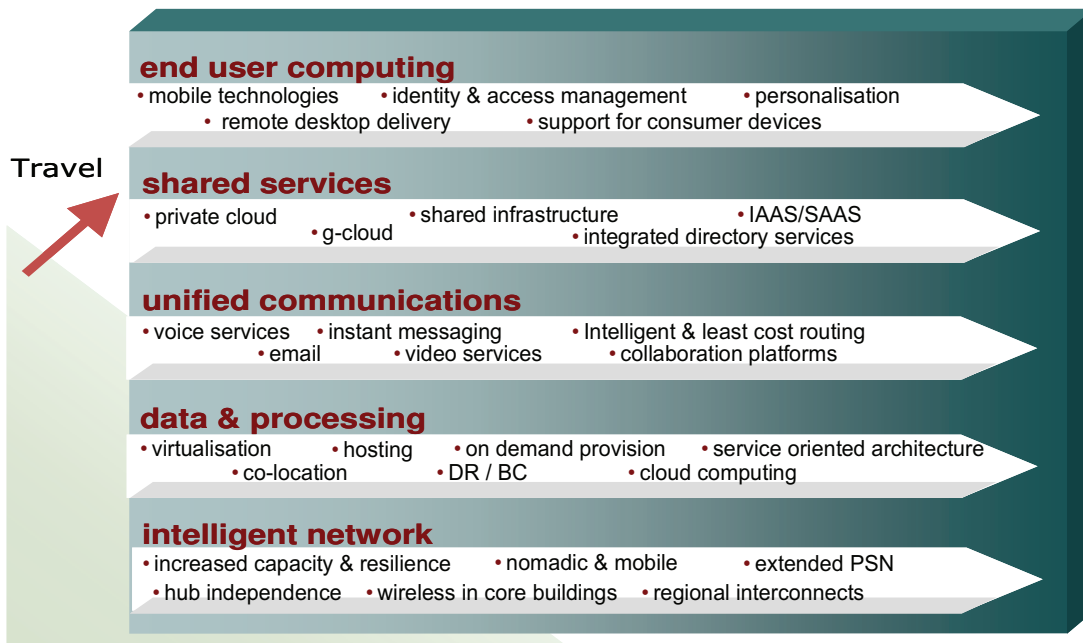 end user computing
• mobile technologies • identity & access management • personalisation
• remote desktop delivery • support for consumer devices
Travel
shared services
• private cloud • shared infrastructure • IAAS/SAAS
• g-cloud • integrated directory services
unified communications
• voice services • instant messaging • Intelligent & least cost routing
• email • video services • collaboration platforms
data & processing
• virtualisation • hosting • on demand provision • service oriented architecture
• co-location • DR / BC • cloud computing
intelligent network
• increased capacity & resilience • nomadic & mobile • extended PSN
• hub independence • wireless in core buildings • regional interconnects